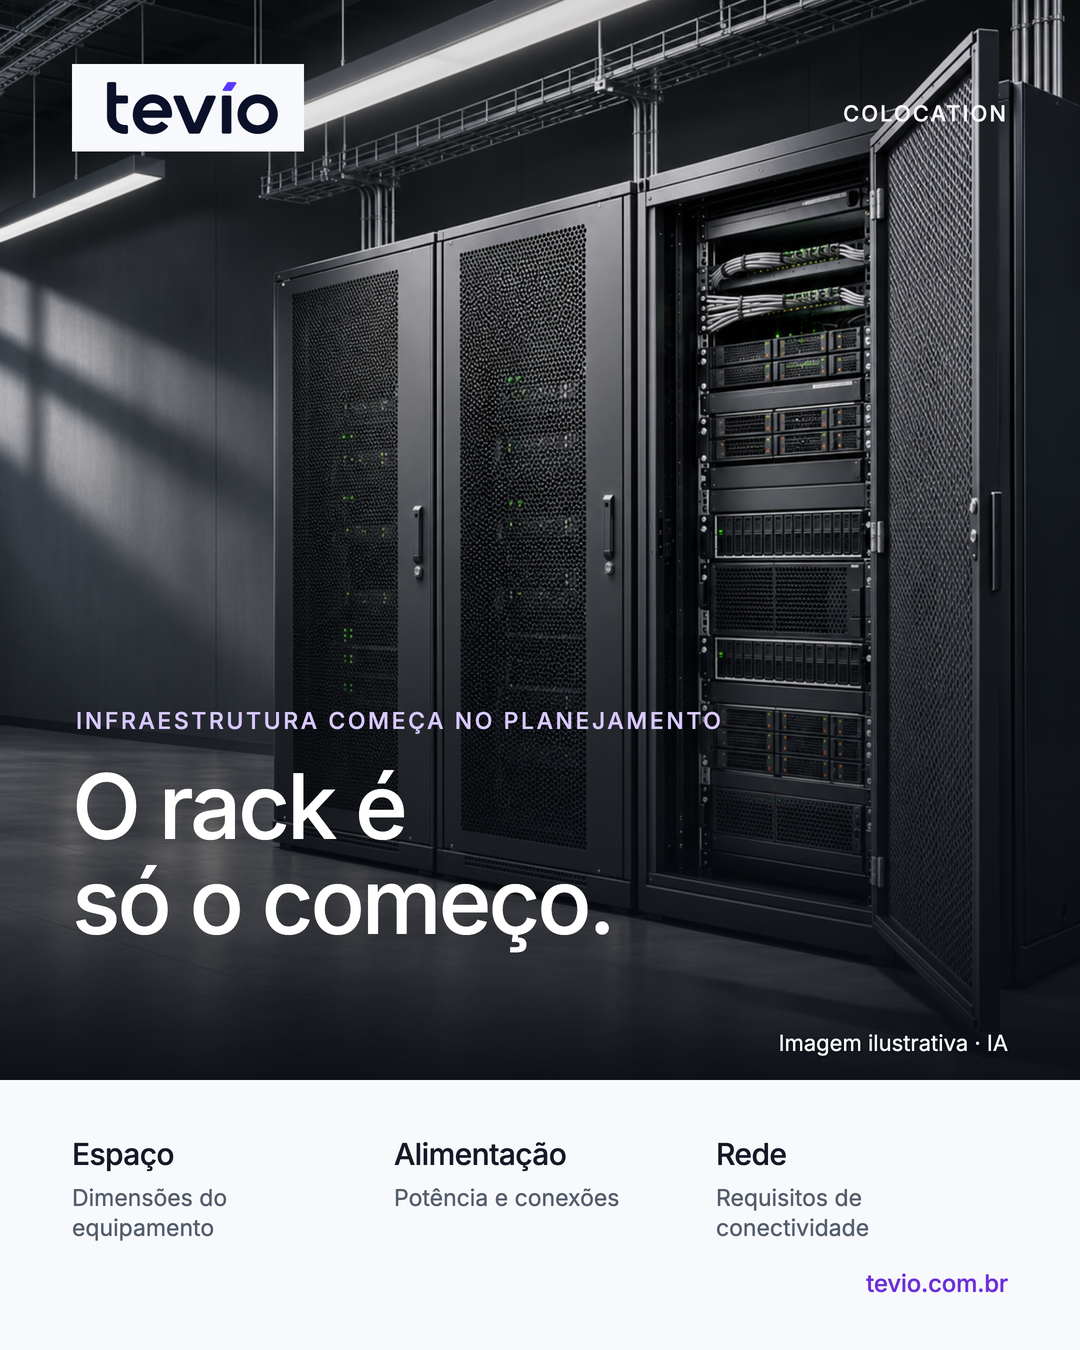 tevío
COLOCATION
INFRAESTRUTURA COMEÇA NO PLANEJAMENTO
O rack é
só o começo.
Imagem ilustrativa · IA
Espaço
Dimensões do
equipamento
Alimentação
Potência e conexões
Rede
Requisitos de
conectividade
tevio.com.br